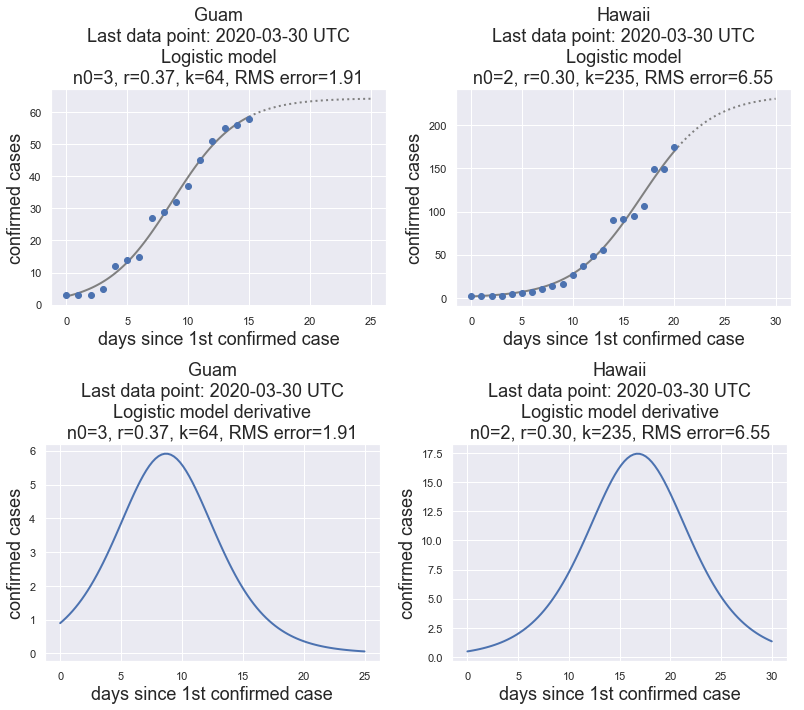 Guam
Last data point: 2020-03-30 UTC
Logistic model
n0=3, r=0.37, k=64, RMS error=1.91
confirmed cases
60
50
40
30
20
10
0
0 5 10 15 20 25
days since 1st confirmed case
Hawaii
Last data point: 2020-03-30 UTC
Logistic model
n0=2, r=0.30, k=235, RMS error=6.55
confirmed cases
200
150
100
50
0
0 5 10 15 20 25 30
days since 1st confirmed case
Guam
Last data point: 2020-03-30 UTC
Logistic model derivative
n0=3, r=0.37, k=64, RMS error=1.91
confirmed cases
6
5
4
3
2
1
0
0 5 10 15 20 25
days since 1st confirmed case
Hawaii
Last data point: 2020-03-30 UTC
Logistic model derivative
n0=2, r=0.30, k=235, RMS error=6.55
confirmed cases
17.5
15.0
12.5
10.0
7.5
5.0
2.5
0.0
0 5 10 15 20 25 30
days since 1st confirmed case